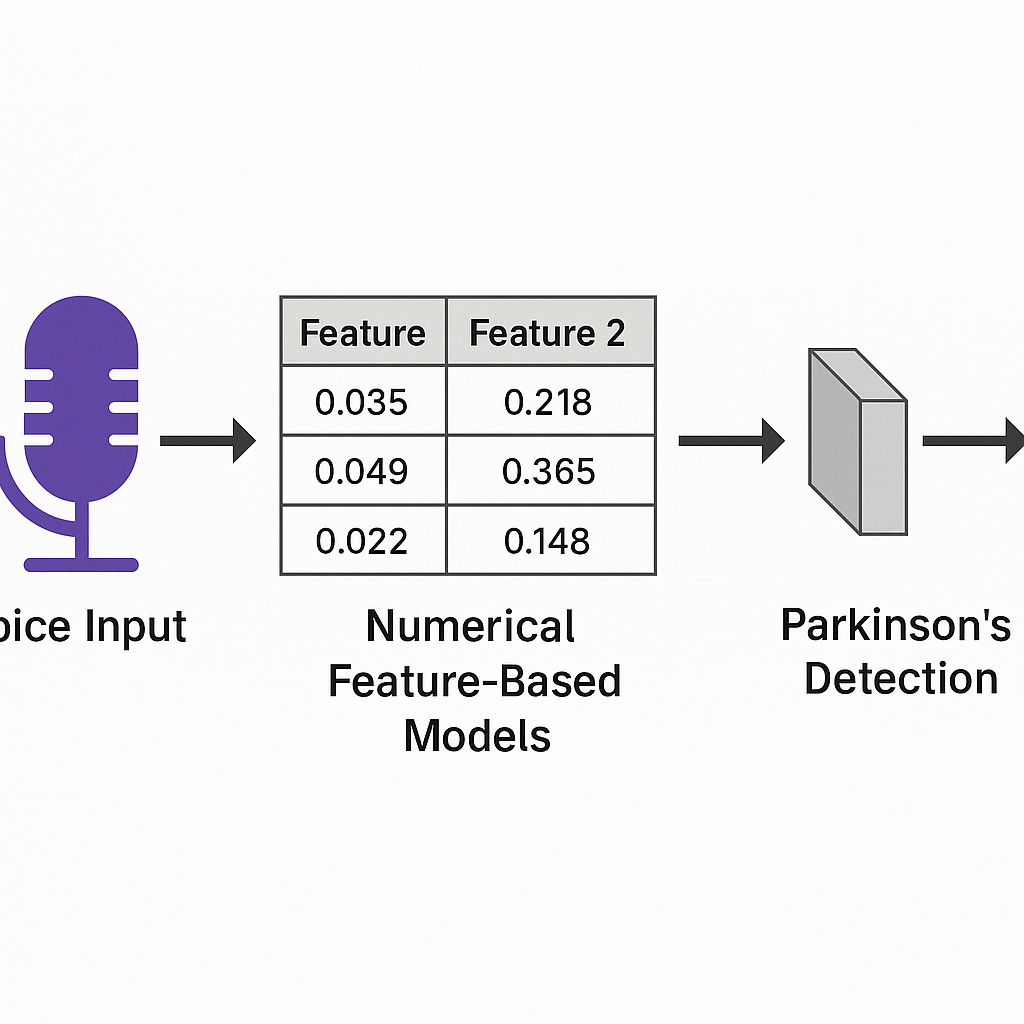 Feature Feature 2
0.035 0.218
0.049 0.365
0.022 0.148
Input
Numerical
Feature-Based
Models
Parkinson's
Detection